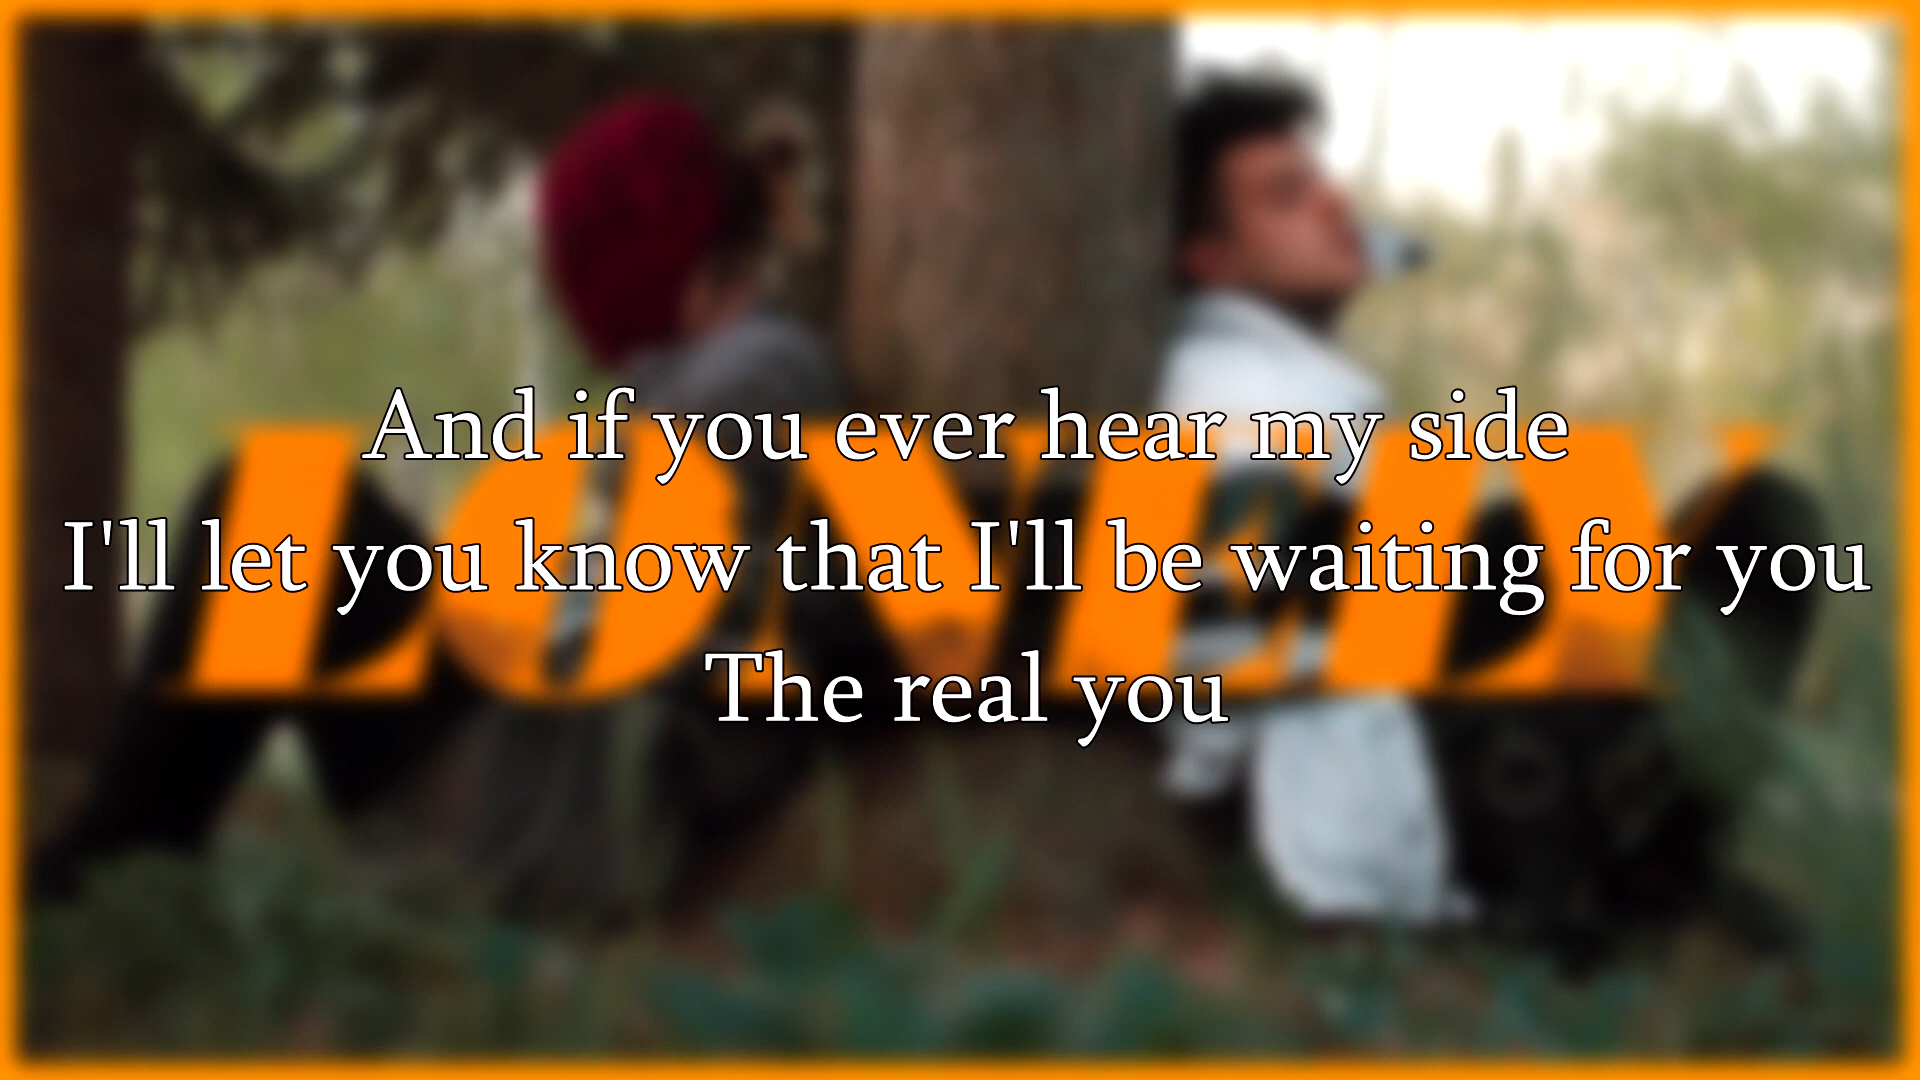 And if you ever hear my side
I'll let you know that I'll be waiting for you
The real you
LONELY